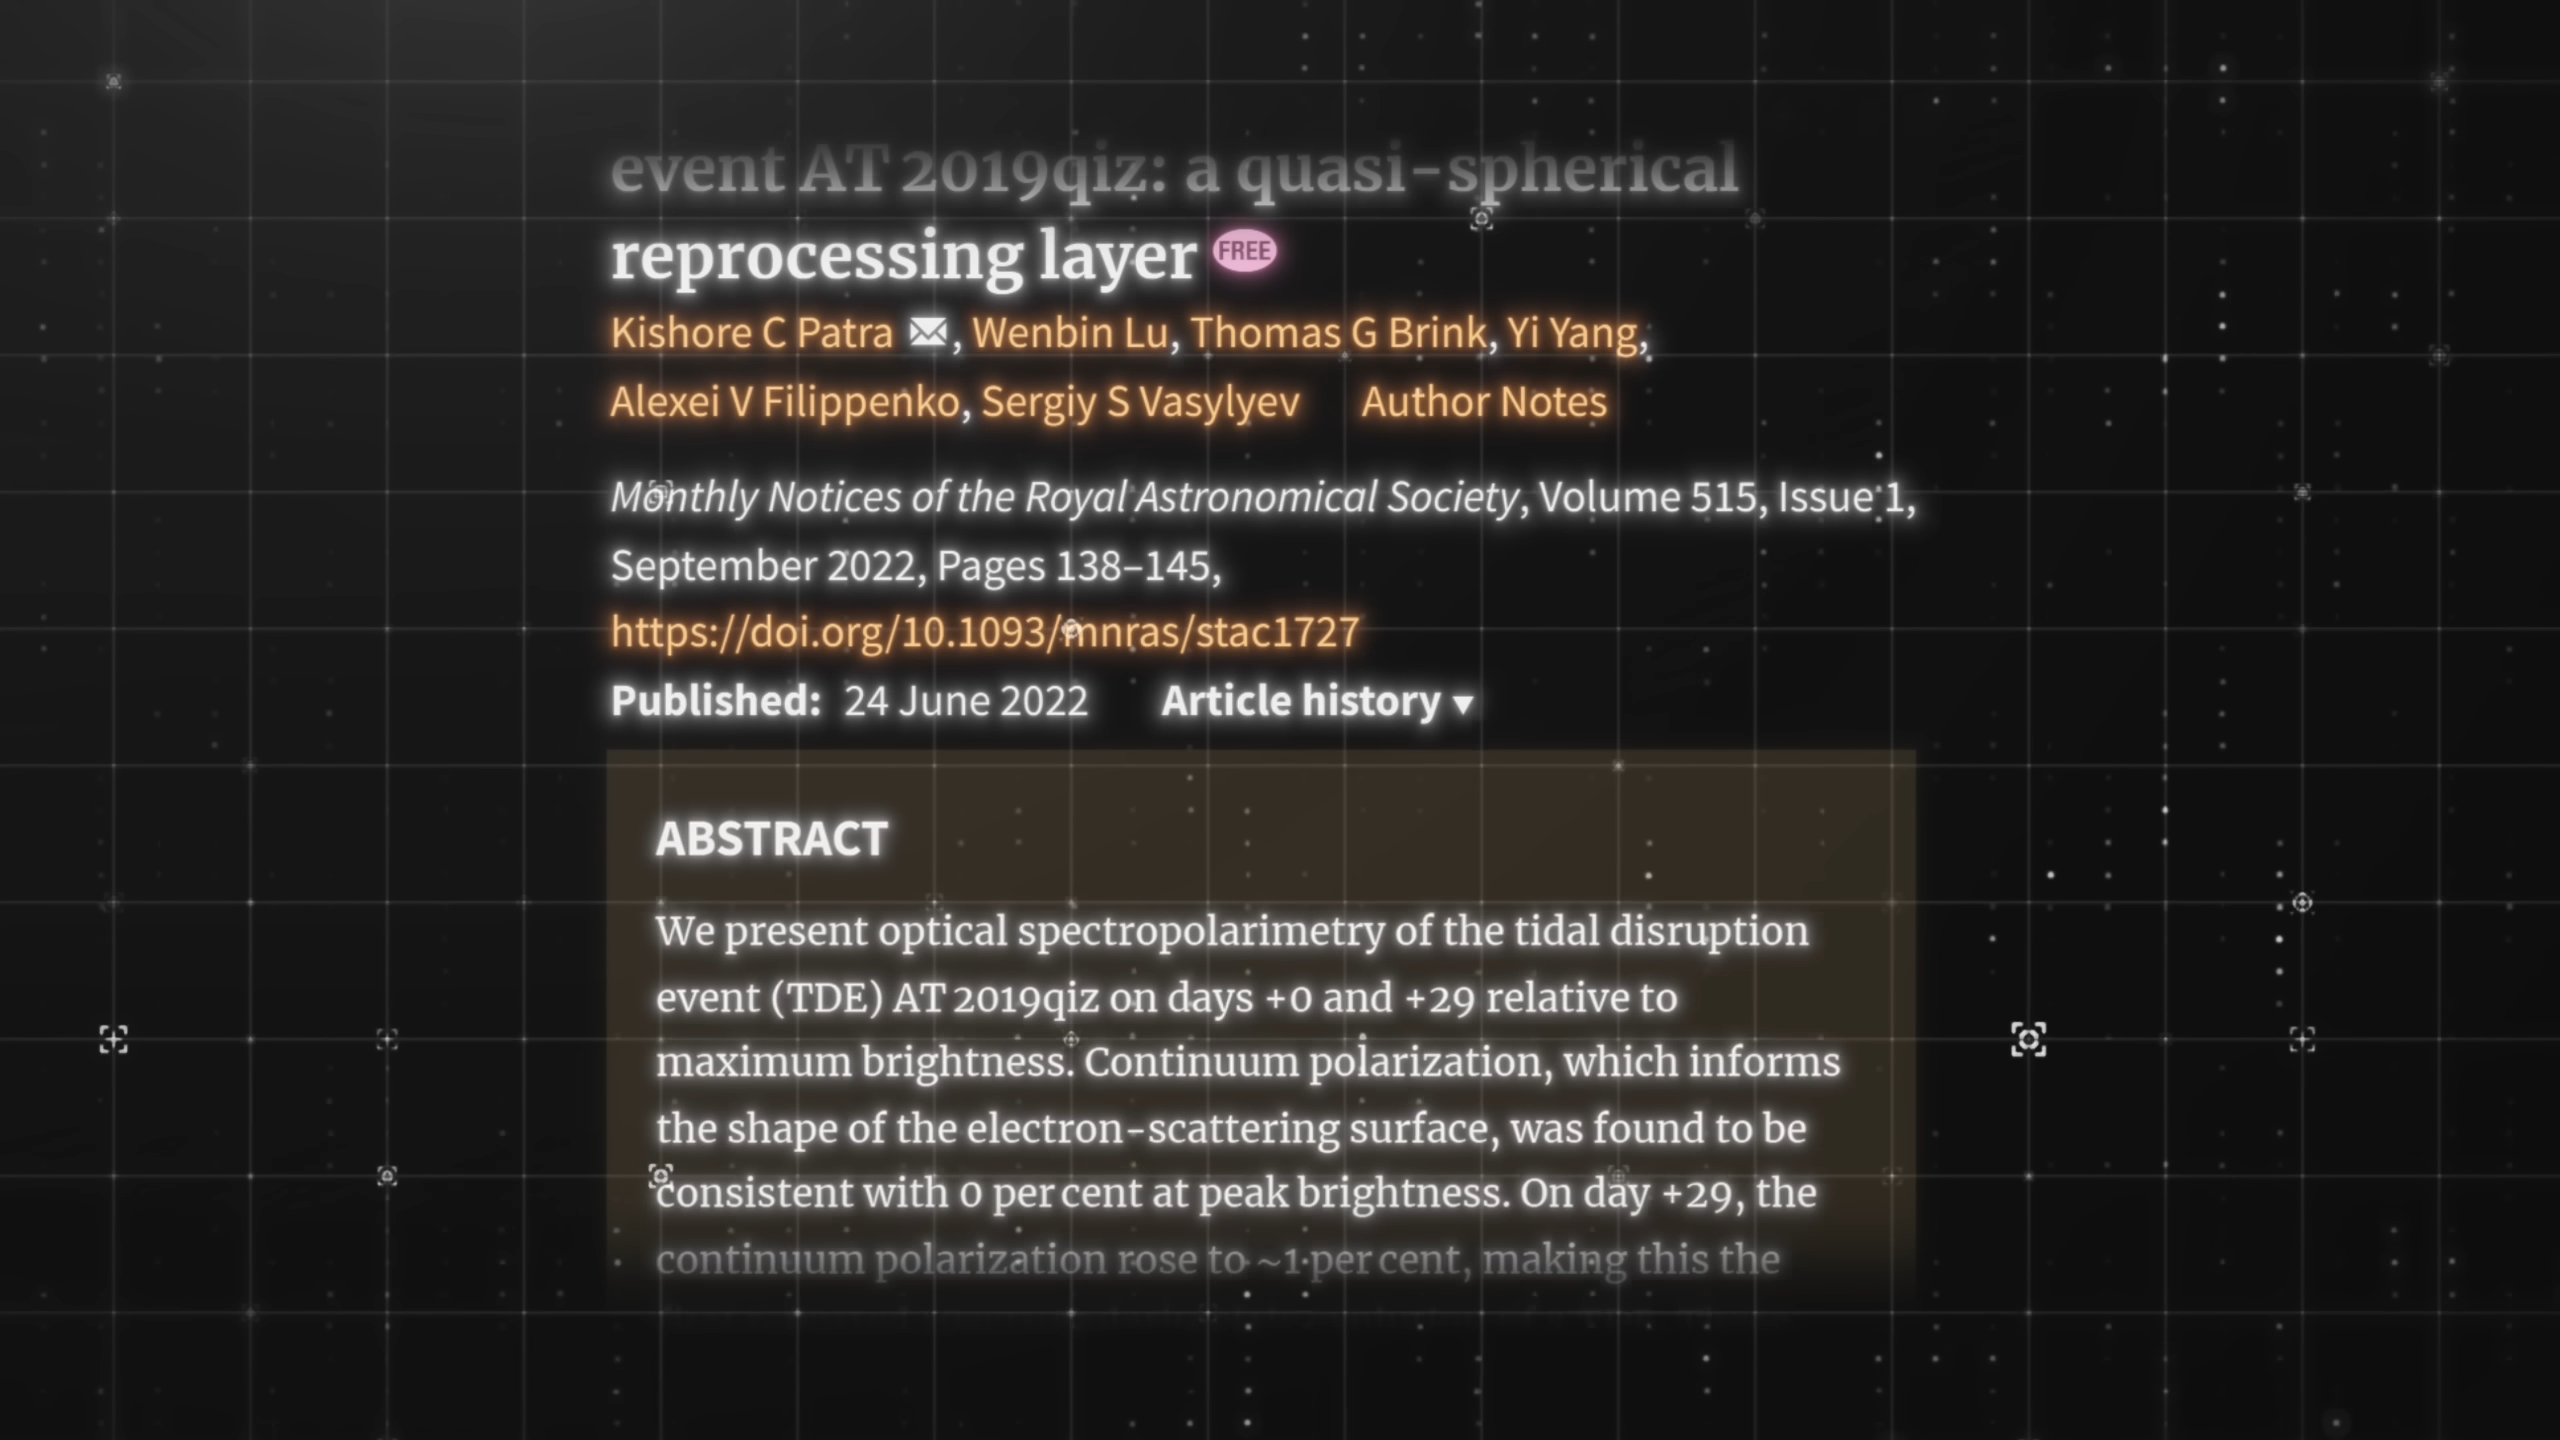 event AT 2019qiz: a quasi-spherical
reprocessing layer FREE
Kishore C Patra ✉, Wenbin Lu, Thomas G Brink, Yi Yang,
Alexei V Filippenko, Sergiy S Vasylyev Author Notes
Monthly Notices of the Royal Astronomical Society, Volume 515, Issue 1,
September 2022, Pages 138–145,
https://doi.org/10.1093/mnras/stac1727
Published: 24 June 2022 Article history ▼
ABSTRACT
We present optical spectropolarimetry of the tidal disruption
event (TDE) AT 2019qiz on days +0 and +29 relative to
maximum brightness. Continuum polarization, which informs
the shape of the electron-scattering surface, was found to be
consistent with 0 per cent at peak brightness. On day +29, the
continuum polarization rose to ~1 per cent, making this the